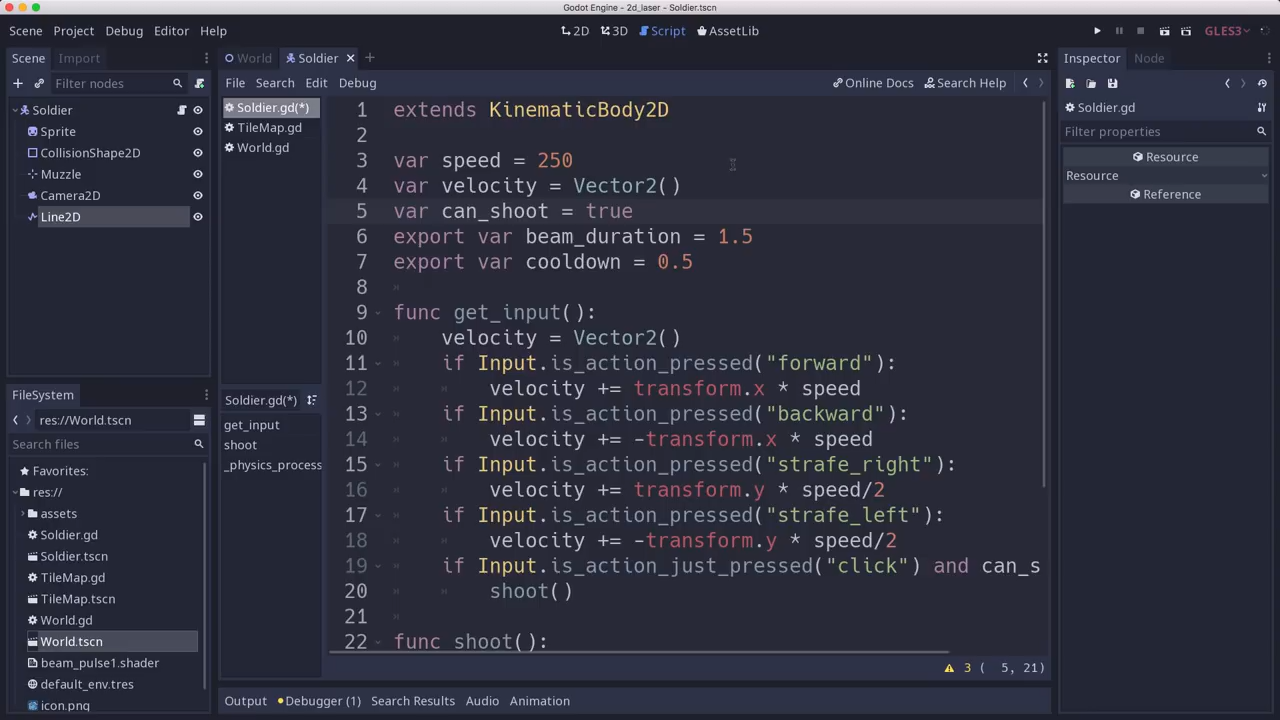 Godot Engine - 2d_laser - Soldier.tscn
Scene Project Debug Editor Help
2D 3D Script AssetLib
GLES3
Scene Import
Filter nodes
Soldier
Sprite
CollisionShape2D
Muzzle
Camera2D
Line2D
FileSystem
res://World.tscn
Search files
Favorites:
res://
assets
Soldier.gd
Soldier.tscn
TileMap.gd
TileMap.tscn
World.gd
World.tscn
beam_pulse1.shader
default_env.tres
icon.png
World Soldier
File Search Edit Debug
Online Docs Search Help
Soldier.gd(*)
TileMap.gd
World.gd
Soldier.gd(*)
get_input
shoot
_physics_process
1 extends KinematicBody2D
2
3 var speed = 250
4 var velocity = Vector2()
5 var can_shoot = true
6 export var beam_duration = 1.5
7 export var cooldown = 0.5
8
9 func get_input():
10 velocity = Vector2()
11 if Input.is_action_pressed("forward"):
12 velocity += transform.x * speed
13 if Input.is_action_pressed("backward"):
14 velocity += -transform.x * speed
15 if Input.is_action_pressed("strafe_right"):
16 velocity += transform.y * speed/2
17 if Input.is_action_pressed("strafe_left"):
18 velocity += -transform.y * speed/2
19 if Input.is_action_just_pressed("click") and can_s
20 shoot()
21
22 func shoot():
3 ( 5, 21)
Output Debugger (1) Search Results Audio Animation
Inspector Node
Soldier.gd
Filter properties
Resource
Resource
Reference